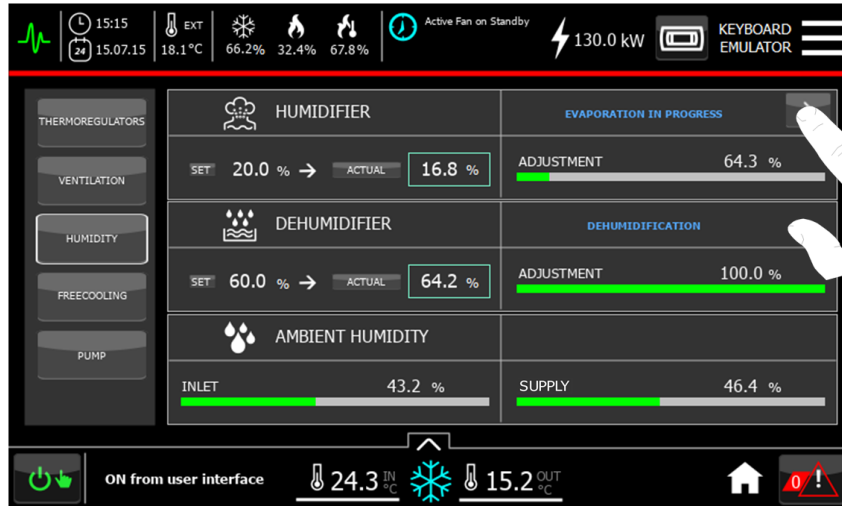 15:15
24 15.07.15
EXT
18.1°C
66.2% 32.4% 67.8%
Active Fan on Standby
130.0 kW
KEYBOARD
EMULATOR
THERMOREGULATORS
VENTILATION
HUMIDITY
FREECOOLING
PUMP
HUMIDIFIER
EVAPORATION IN PROGRESS
SET 20.0 % → ACTUAL 16.8 %
ADJUSTMENT 64.3 %
DEHUMIDIFIER
DEHUMIDIFICATION
SET 60.0 % → ACTUAL 64.2 %
ADJUSTMENT 100.0 %
AMBIENT HUMIDITY
INLET 43.2 %
SUPPLY 46.4 %
ON from user interface
24.3 IN °C
15.2 OUT °C
0 !